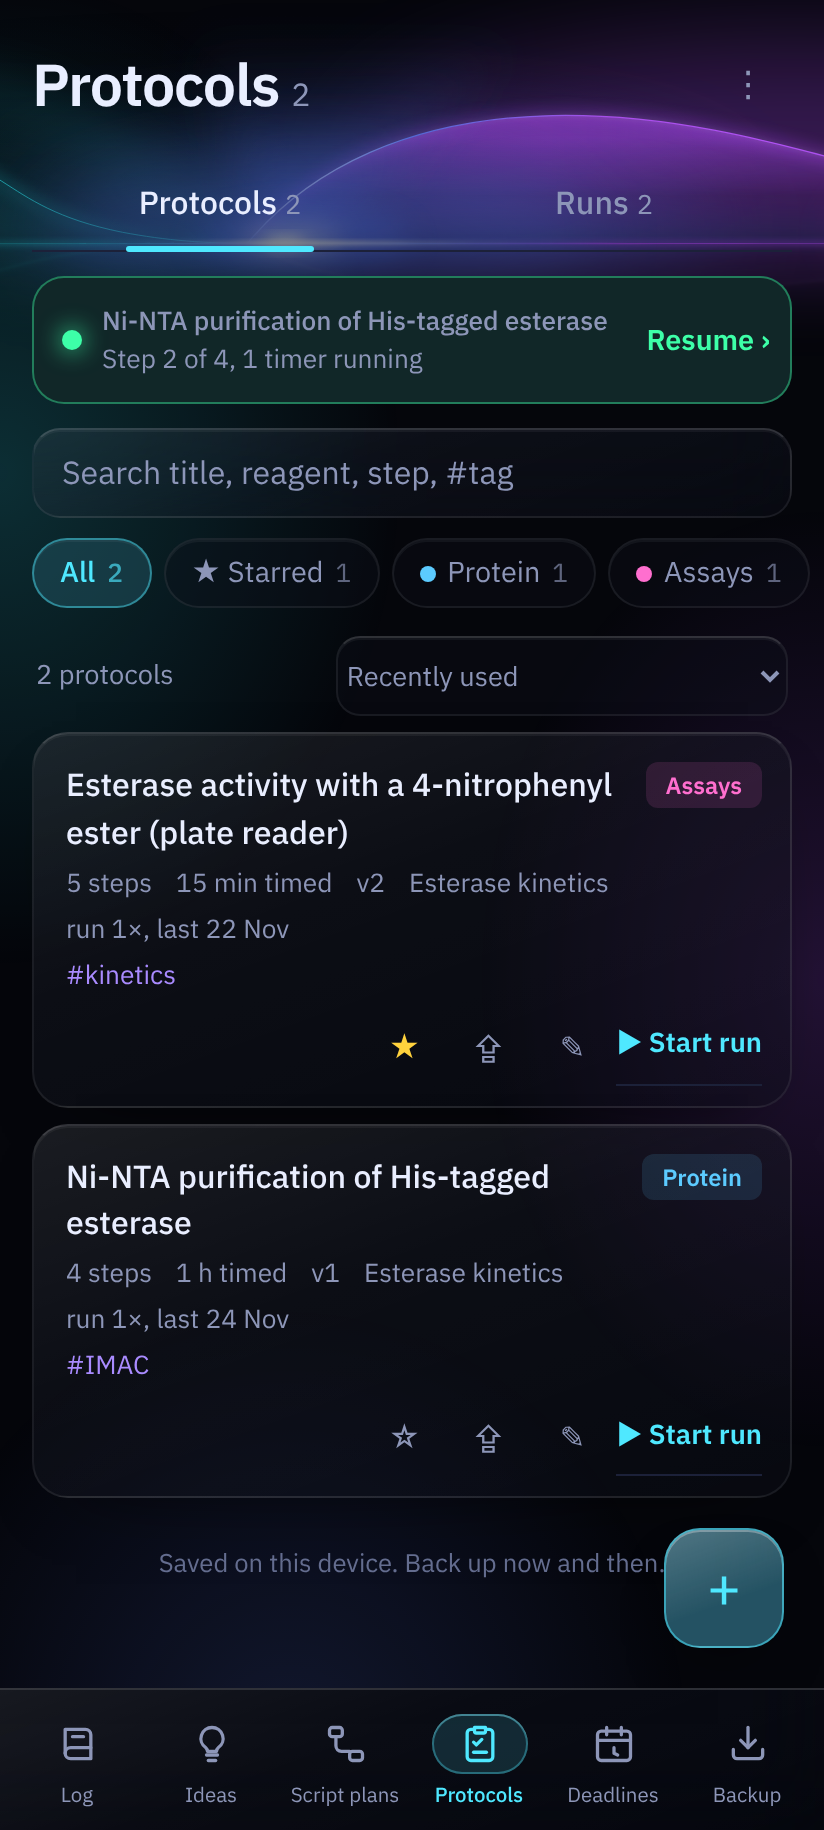 Protocols 2
⋮
Protocols 2
Runs 2
Ni-NTA purification of His-tagged esterase
Step 2 of 4, 1 timer running
Resume ›
Search title, reagent, step, #tag
All 2
★ Starred 1
Protein 1
Assays 1
2 protocols
Recently used
Esterase activity with a 4-nitrophenyl
ester (plate reader)
Assays
5 steps 15 min timed v2 Esterase kinetics
run 1×, last 22 Nov
#kinetics
★ ⇪ ✎ ▶ Start run
Ni-NTA purification of His-tagged
esterase
Protein
4 steps 1 h timed v1 Esterase kinetics
run 1×, last 24 Nov
#IMAC
☆ ⇪ ✎ ▶ Start run
Saved on this device. Back up now and then.
+
Log
Ideas
Script plans
Protocols
Deadlines
Backup